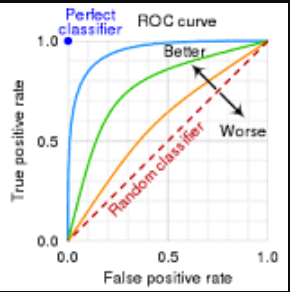 Perfect
classifier
ROC curve
1.0
Better
0.5
Worse
Random classifier
True positive rate
0.0
0.0 0.5 1.0
False positive rate